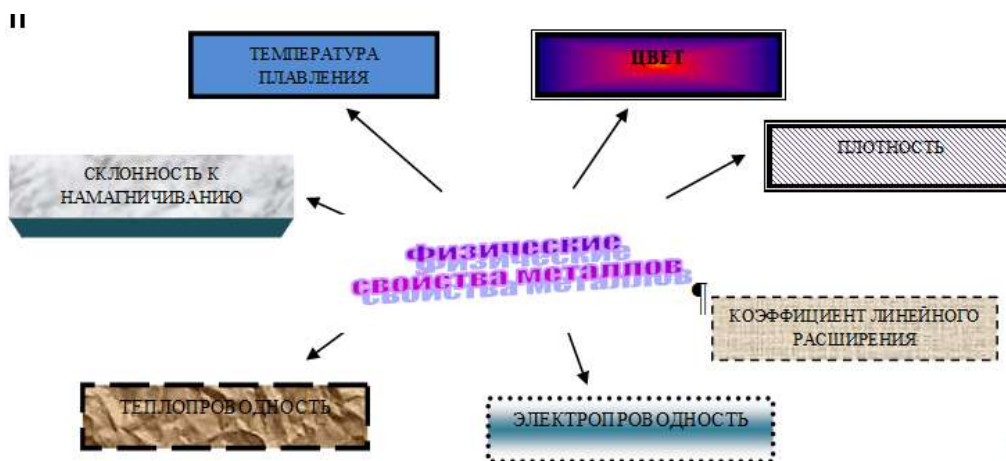 ТЕМПЕРАТУРА
ПЛАВЛЕНИЯ
ЦВЕТ
ПЛОТНОСТЬ
СКЛОННОСТЬ К
НАМАГНИЧИВАНИЮ
Физические
свойства металлов
¶
КОЭФФИЦИЕНТ ЛИНЕЙНОГО
РАСШИРЕНИЯ
ТЕПЛОПРОВОДНОСТЬ
ЭЛЕКТРОПРОВОДНОСТЬ